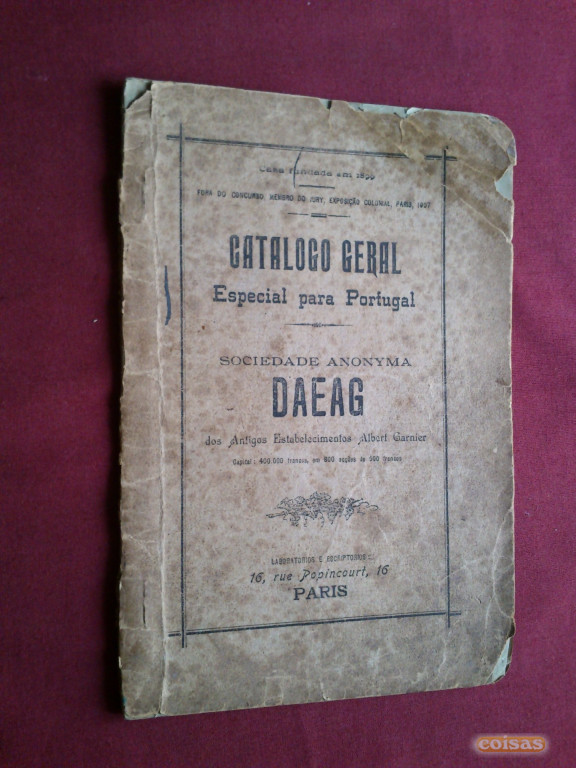 Casa fundada em 1899
FORA DO CONCURSO, MEMBRO DO JURY, EXPOSIÇÃO COLONIAL, PARIS, 1907
CATALOGO GERAL
Especial para Portugal
SOCIEDADE ANONYMA
DAEAG
dos Antigos Estabelecimentos Albert Garnier
Capital : 400.000 francos, em 800 acções de 500 francos
LABORATORIOS E ESCRIPTORIOS :
16, rue Popincourt, 16
PARIS
coisas